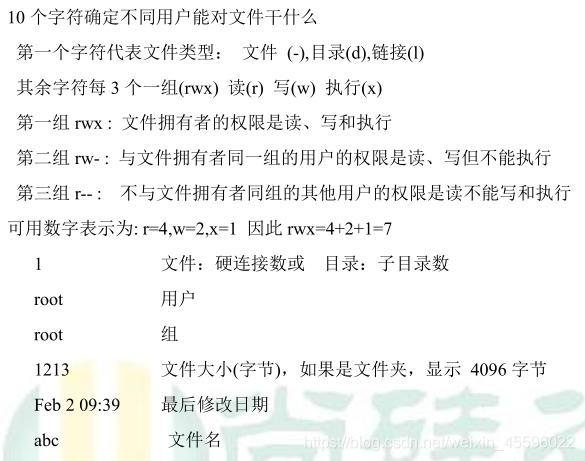 10 个字符确定不同用户能对文件干什么
第一个字符代表文件类型： 文件 (-),目录(d),链接(l)
其余字符每 3 个一组(rwx) 读(r) 写(w) 执行(x)
第一组 rwx : 文件拥有者的权限是读、写和执行
第二组 rw- : 与文件拥有者同一组的用户的权限是读、写但不能执行
第三组 r-- : 不与文件拥有者同组的其他用户的权限是读不能写和执行
可用数字表示为: r=4,w=2,x=1 因此 rwx=4+2+1=7
1 文件：硬连接数或 目录：子目录数
root 用户
root 组
1213 文件大小(字节)，如果是文件夹，显示 4096 字节
Feb 2 09:39 最后修改日期
abc 文件名
https://blog.csdn.net/weixin_45596022